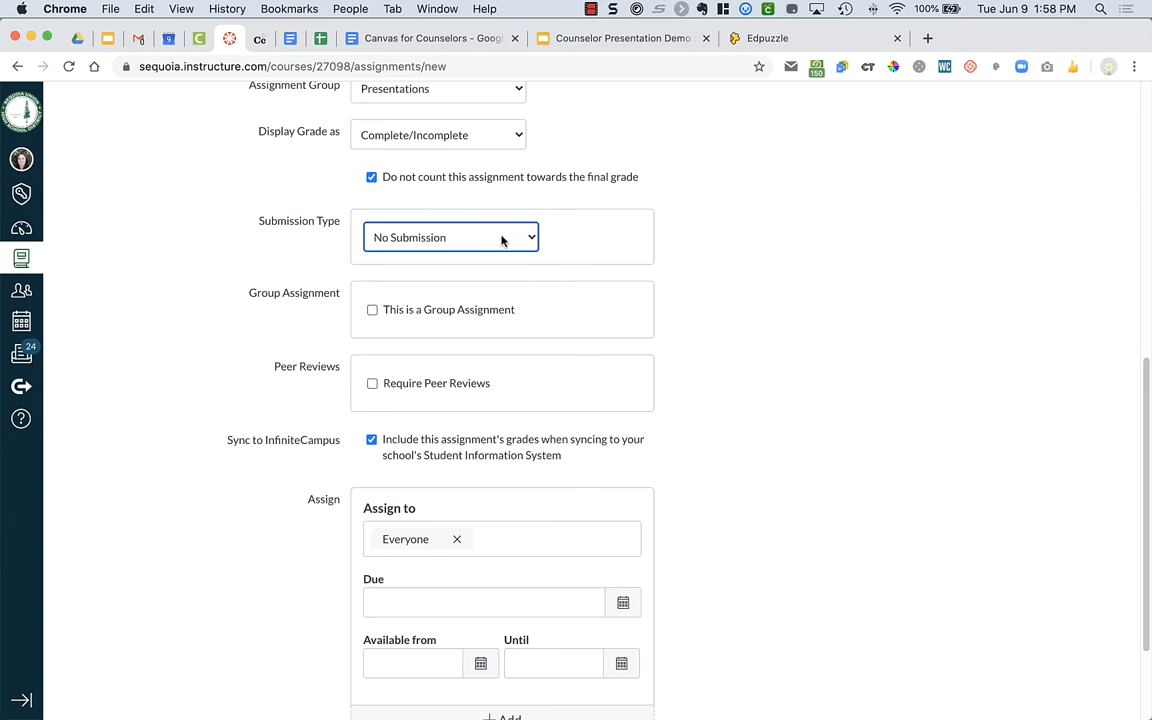 Chrome File Edit View History Bookmarks People Tab Window Help 100% Tue Jun 9 1:58 PM
Canvas for Counselors - Googl Counselor Presentation Demo Edpuzzle
sequoia.instructure.com/courses/27098/assignments/new
Assignment Group Presentations
Display Grade as Complete/Incomplete
Do not count this assignment towards the final grade
Submission Type
No Submission
Group Assignment
This is a Group Assignment
Peer Reviews
Require Peer Reviews
Sync to InfiniteCampus Include this assignment's grades when syncing to your
school's Student Information System
Assign
Assign to
Everyone
Due
Available from Until
Add
24
150